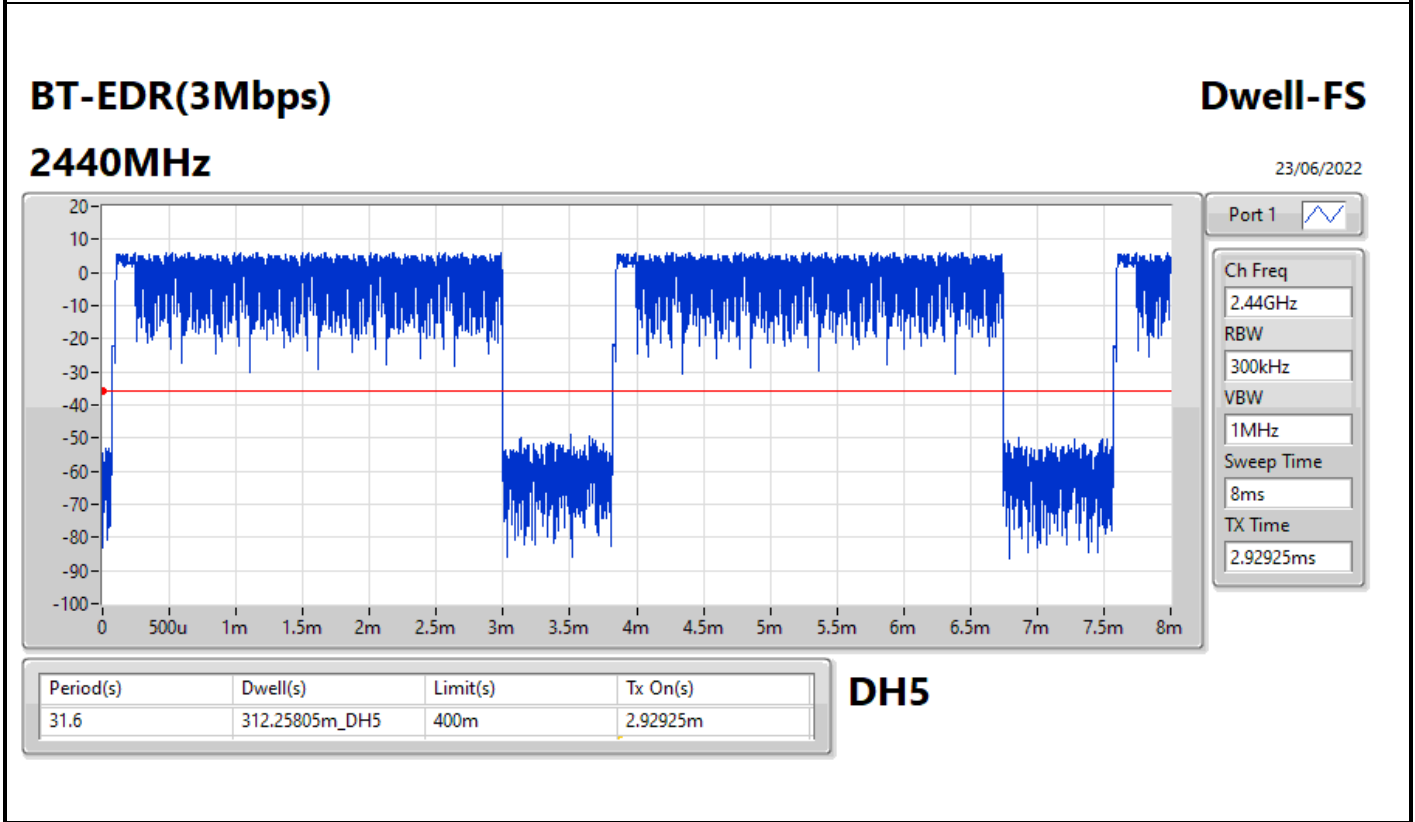 BT-EDR(3Mbps)
Dwell-FS
2440MHz
23/06/2022
Port 1
20
10
0
-10
-20
-30
-40
-50
-60
-70
-80
-90
-100
0 500u 1m 1.5m 2m 2.5m 3m 3.5m 4m 4.5m 5m 5.5m 6m 6.5m 7m 7.5m 8m
Ch Freq
2.44GHz
RBW
300kHz
VBW
1MHz
Sweep Time
8ms
TX Time
2.92925ms
Period(s) Dwell(s) Limit(s) Tx On(s)
31.6 312.25805m_DH5 400m 2.92925m
DH5